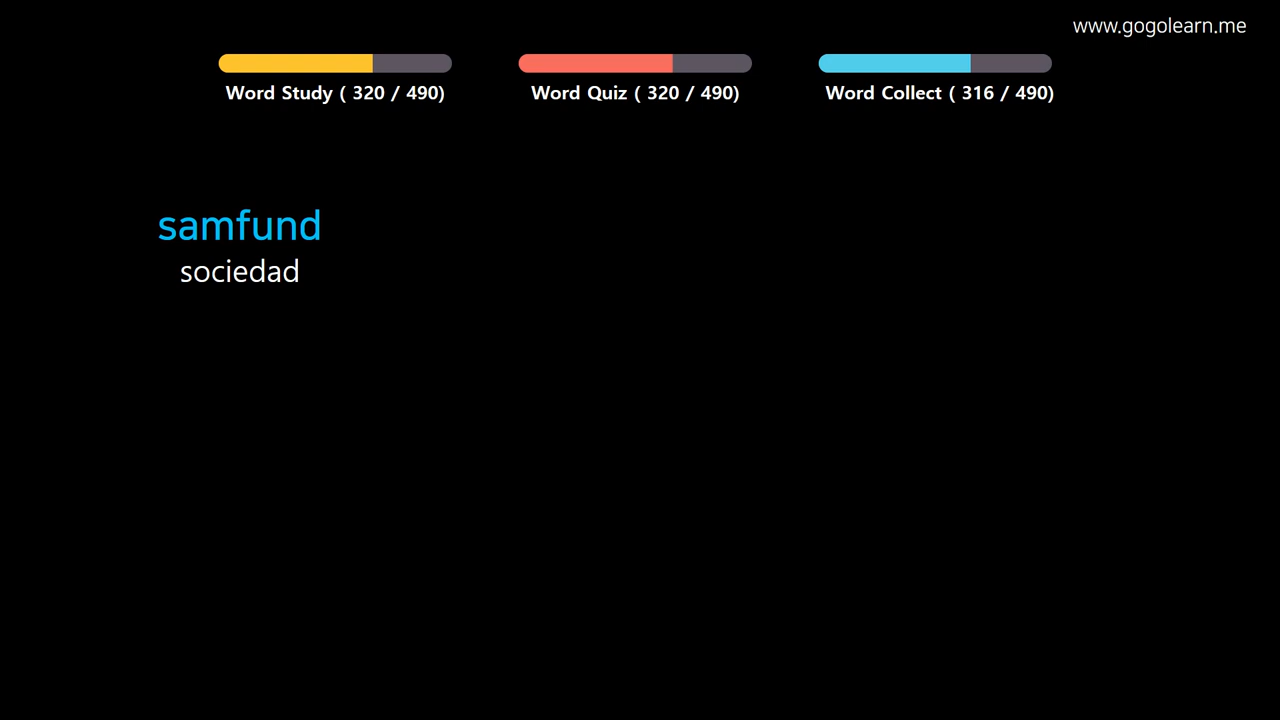 www.gogolearn.me
Word Study ( 320 / 490)
Word Quiz ( 320 / 490)
Word Collect ( 316 / 490)
samfund
sociedad